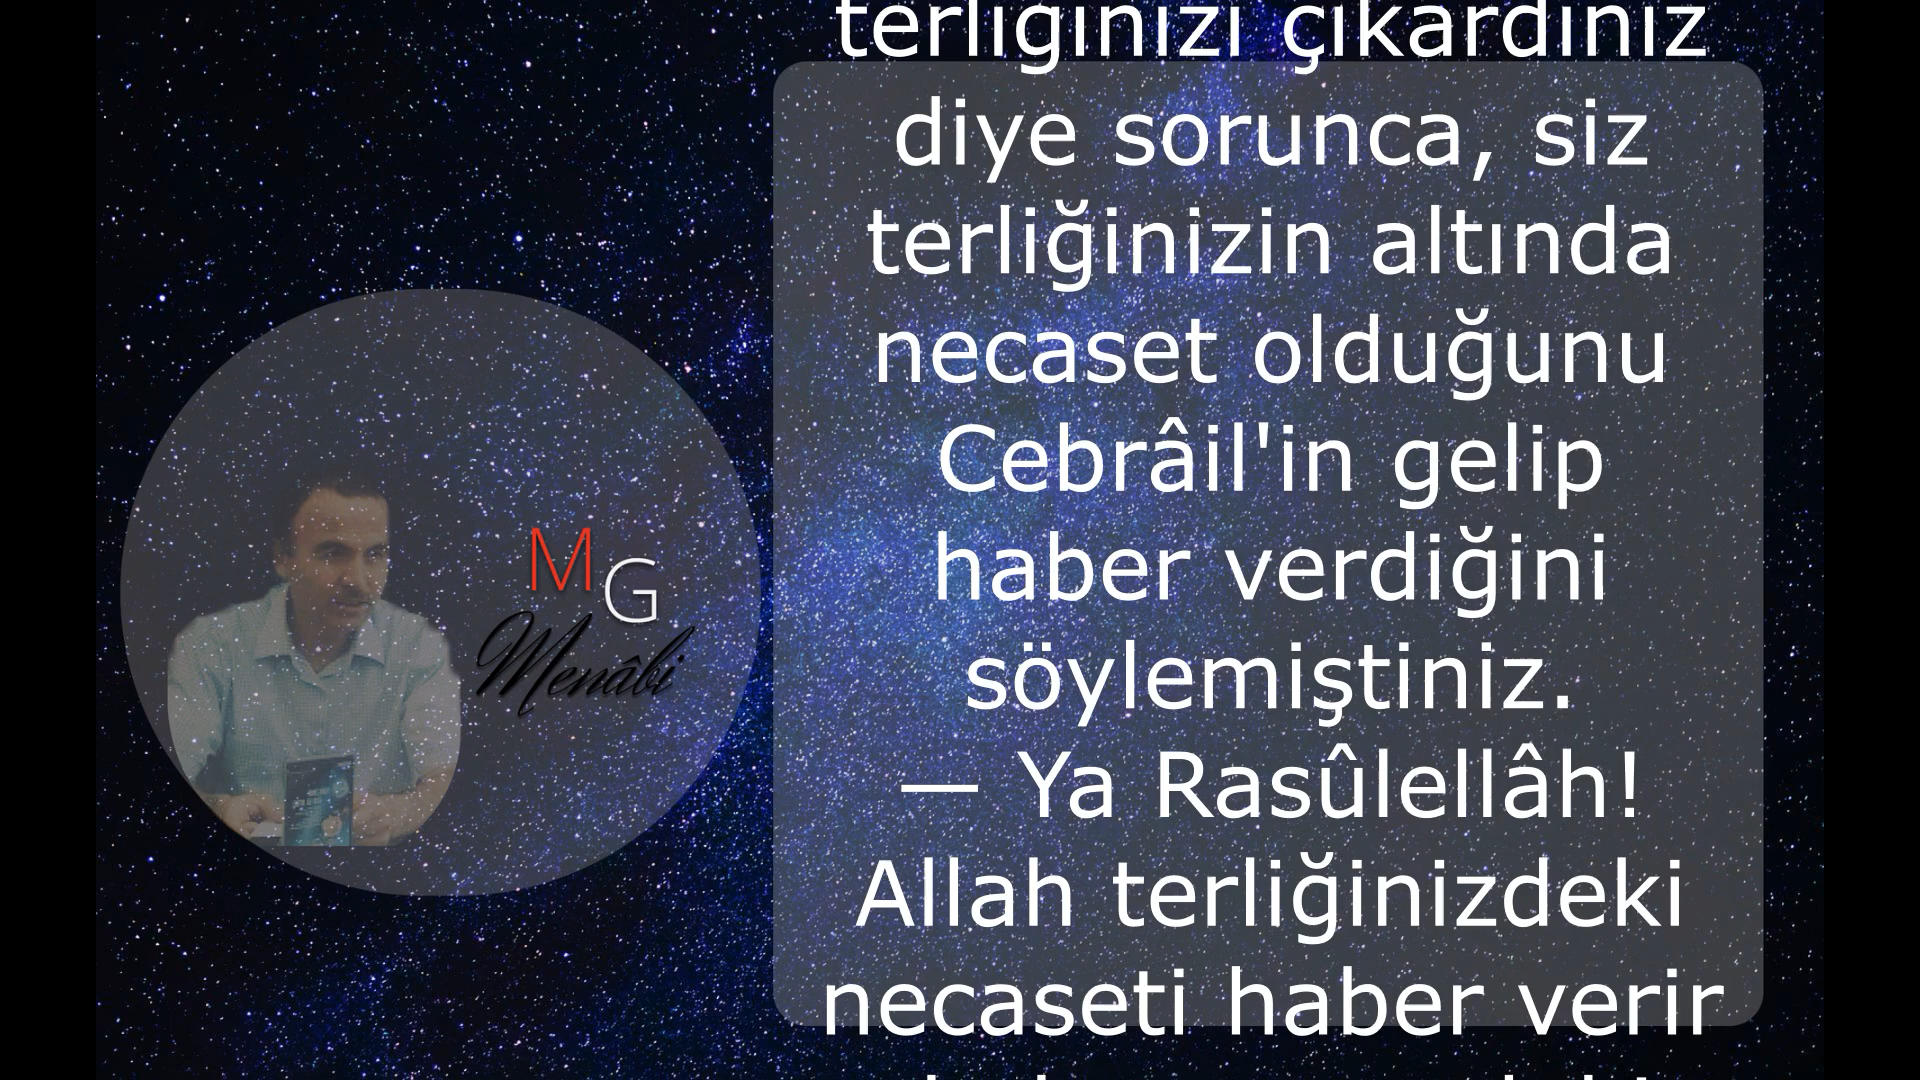 terliğinizi çıkardınız
diye sorunca, siz
terliğinizin altında
necaset olduğunu
Cebrâil'in gelip
haber verdiğini
söylemiştiniz.
— Ya Rasûlellâh!
Allah terliğinizdeki
necaseti haber verir
MG
Menâbi